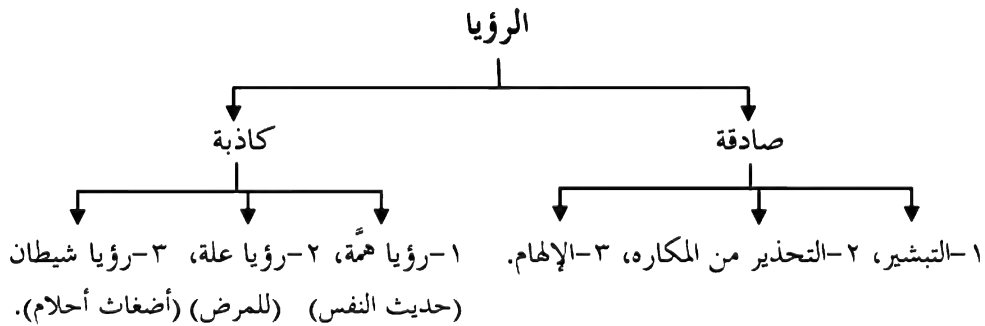 الرؤيا
صادقة
كاذبة
١-التبشير، ٢-التحذير من المكاره، ٣-الإلهام.
١-رؤيا همَّة، ٢-رؤيا علة، ٣-رؤيا شيطان
(حديث النفس) (للمرض) (أضغاث أحلام).